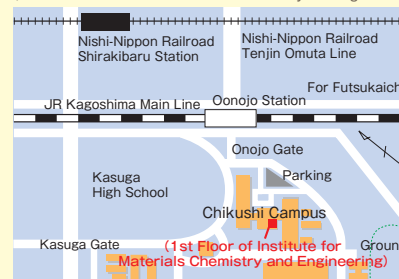 Nishi-Nippon Railroad
Shirakibaru Station
Nishi-Nippon Railroad
Tenjin Omuta Line
For Futsukaich
JR Kagoshima Main Line
Oonojo Station
Onojo Gate
Parking
Kasuga
High School
Chikushi Campus
Kasuga Gate
(1st Floor of Institute for
Materials Chemistry and Engineering)
Groun